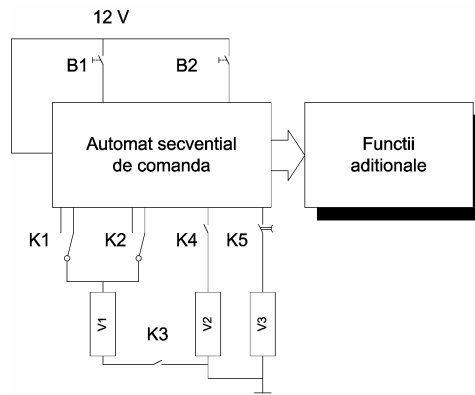 12 V
B1
B2
Automat secvential
de comanda
Functii
aditionale
K1
K2
K4
K5
V1
K3
V2
V3